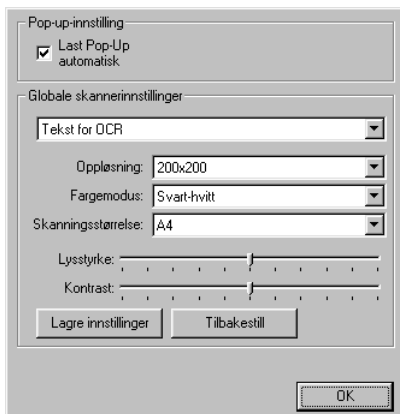 Pop-up-innstilling
Last Pop-Up
automatisk
Globale skannerinnstillinger
Tekst for OCR
Oppløsning: 200x200
Fargemodus: Svart-hvitt
Skanningsstørrelse: A4
Lysstyrke:
Kontrast:
Lagre innstillinger Tilbakestill
OK